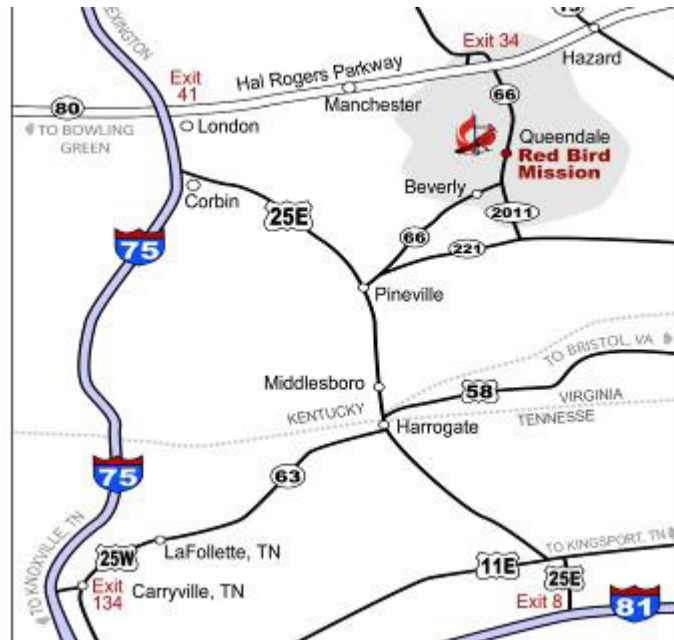 LEXINGTON
15
Exit 34
Hazard
Exit
41
Hal Rogers Parkway
66
Manchester
80
TO BOWLING
GREEN
London
Queendale
Red Bird
Mission
Beverly
Corbin
25E
2011
66
221
75
Pineville
TO BRISTOL, VA
Middlesboro
58
VIRGINIA
KENTUCKY
TENNESSEE
Harrogate
75
63
TO KNOXVILLE, TN
25W
LaFollette, TN
TO KINGSPORT, TN
11E
25E
Exit
134
Carryville, TN
Exit 8
81